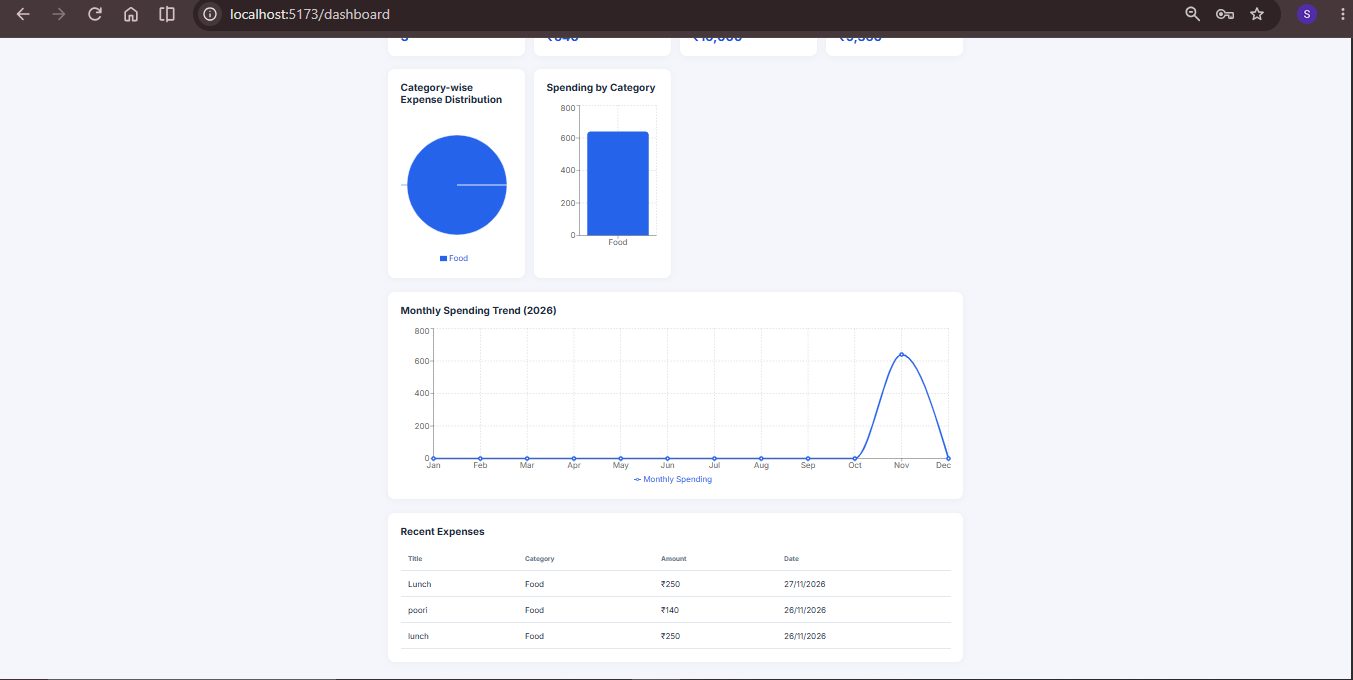 localhost:5173/dashboard
S
Category-wise
Expense Distribution
Food
Spending by Category
800
600
400
200
0
Food
Monthly Spending Trend (2026)
800
600
400
200
0
Jan Feb Mar Apr May Jun Jul Aug Sep Oct Nov Dec
Monthly Spending
Recent Expenses
Title Category Amount Date
Lunch Food ₹250 27/11/2026
poori Food ₹140 26/11/2026
lunch Food ₹250 26/11/2026